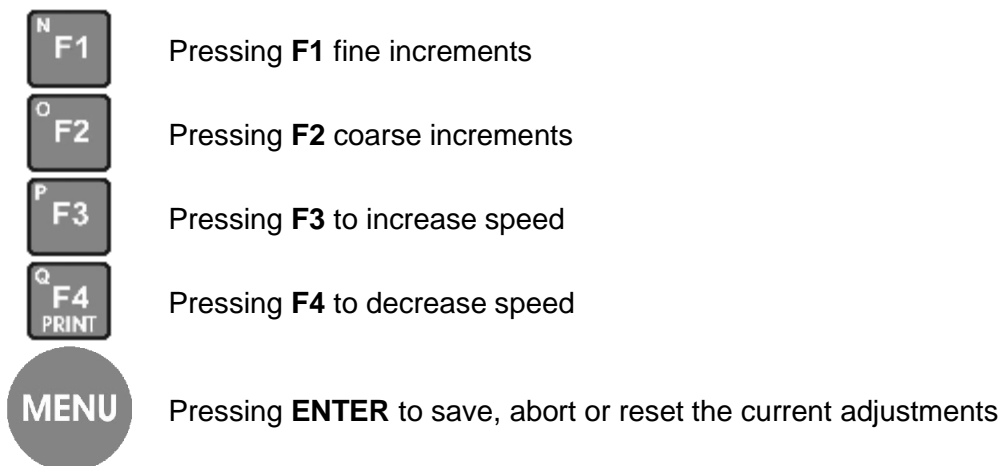 N
F1
Pressing F1 fine increments
O
F2
Pressing F2 coarse increments
P
F3
Pressing F3 to increase speed
Q
F4
PRINT
Pressing F4 to decrease speed
MENU
Pressing ENTER to save, abort or reset the current adjustments